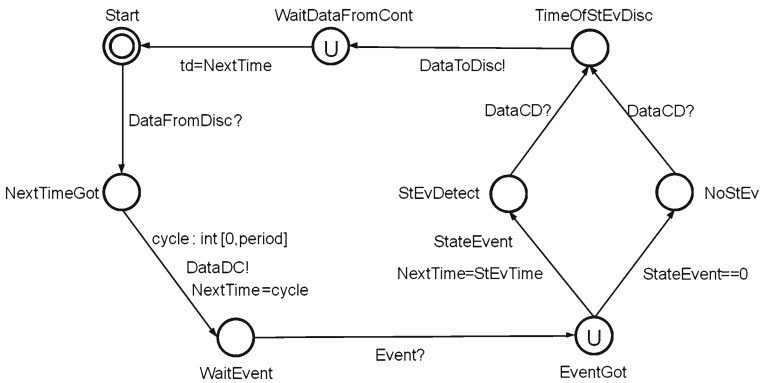 Start
WaitDataFromCont
TimeOfStEvDisc
U
td=NextTime
DataToDisc!
DataFromDisc?
DataCD?
DataCD?
NextTimeGot
StEvDetect
NoStEv
cycle : int [0,period]
DataDC!
NextTime=cycle
StateEvent
NextTime=StEvTime
StateEvent==0
U
Event?
WaitEvent
EventGot